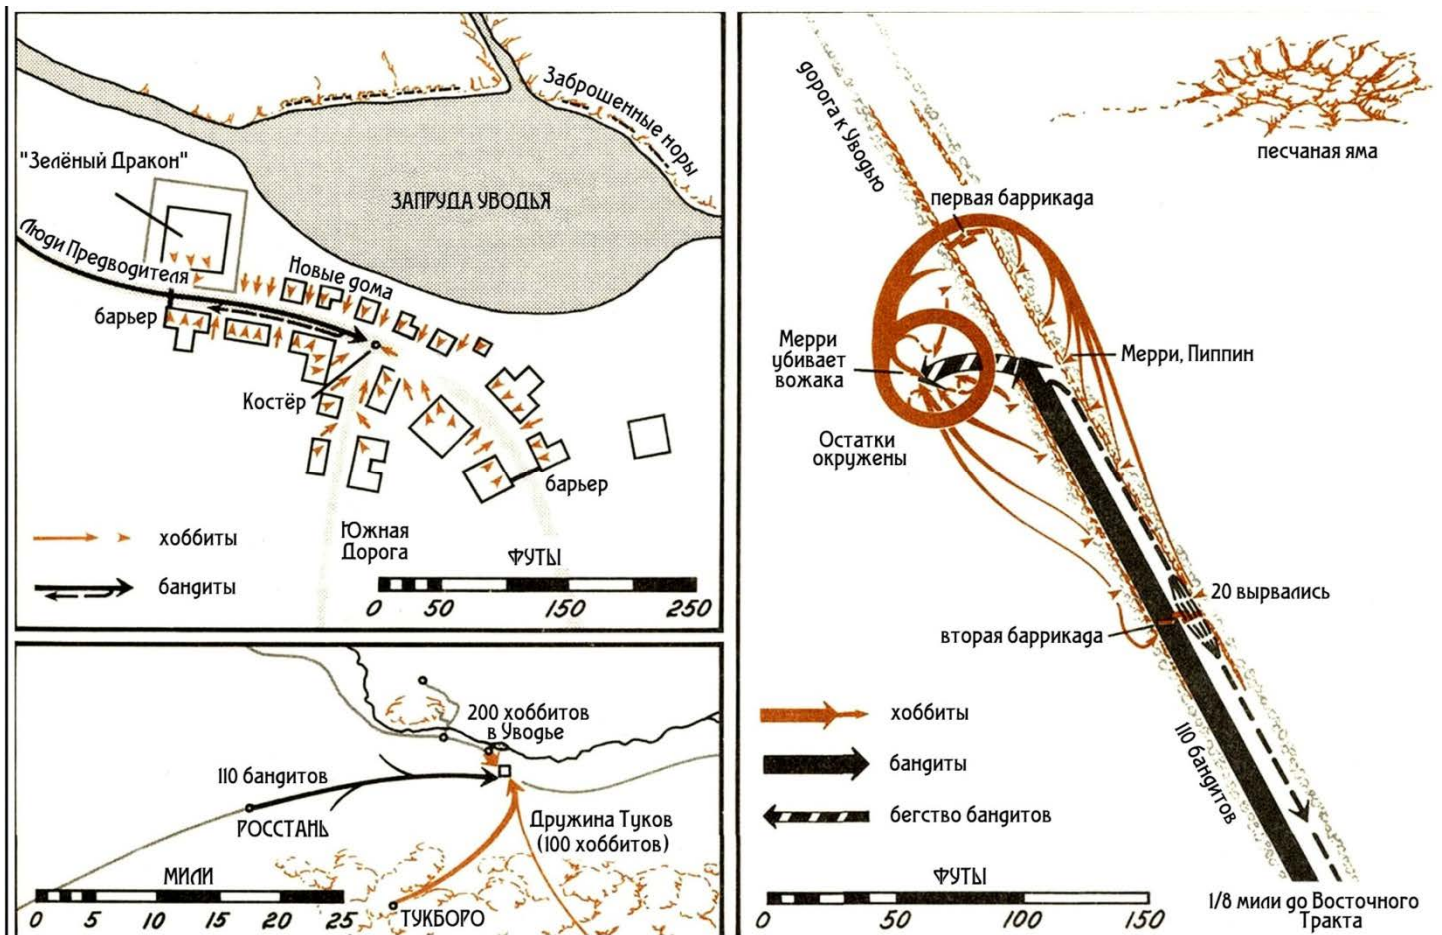 Заброшенные норы
"Зелёный Дракон"
ЗАПРУДА УВОДЬЯ
Люди Предводителя
Новые дома
барьер
Костёр
барьер
Южная
Дорога
хоббиты
бандиты
ФУТЫ
0 50 150 250
200 хоббитов
в Уводье
110 бандитов
РОССТАНЬ
Дружина Туков
(100 хоббитов)
МИЛИ
0 5 10 15 20 25
ТУКБОРО
дорога к Уводью
песчаная яма
первая баррикада
Мерри
убивает
вожака
Мерри, Пиппин
Остатки
окружены
20 вырвались
вторая баррикада
110 бандитов
хоббиты
бандиты
бегство бандитов
ФУТЫ
0 50 100 150
1/8 мили до Восточного
Тракта